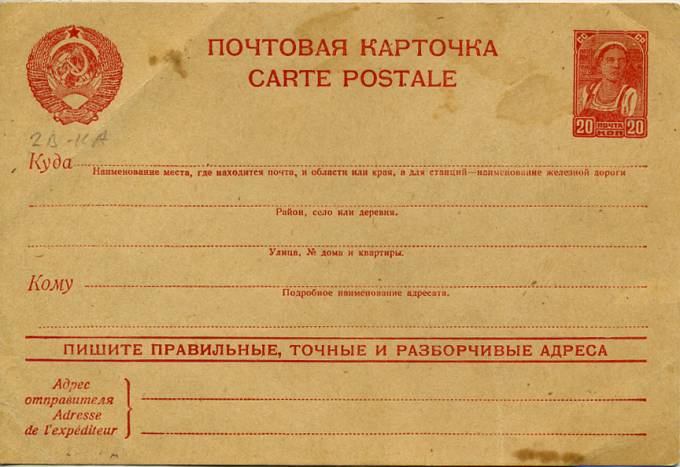 ПОЧТОВАЯ КАРТОЧКА
CARTE POSTALE
СС СС
20 ПОЧТА 20
КОП
2В-КА
Куда
Наименование места, где находится почта, и области или края, а для станций—наименование железной дороги
Район, село или деревня.
Улица, № дома и квартиры.
Кому
Подробное наименование адресата.
ПИШИТЕ ПРАВИЛЬНЫЕ, ТОЧНЫЕ И РАЗБОРЧИВЫЕ АДРЕСА
Адрес
отправителя
Adresse
de l'expéditeur